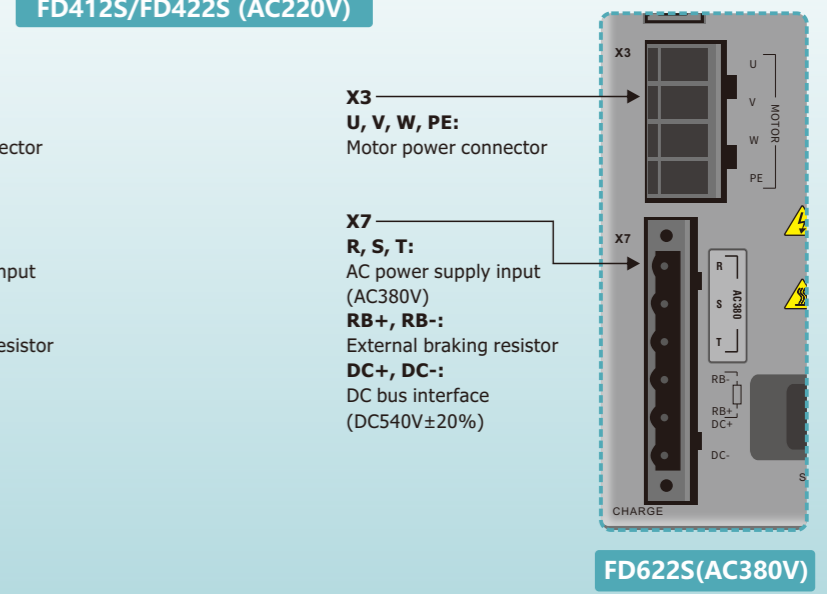 FD412S/FD422S (AC220V)
ector
nput
esistor
X3
U, V, W, PE:
Motor power connector
X7
R, S, T:
AC power supply input
(AC380V)
RB+, RB-:
External braking resistor
DC+, DC-:
DC bus interface
(DC540V±20%)
X3
U
V
W
PE
MOTOR
X7
R
S
T
AC380
RB-
RB+
DC+
DC-
S
CHARGE
FD622S(AC380V)